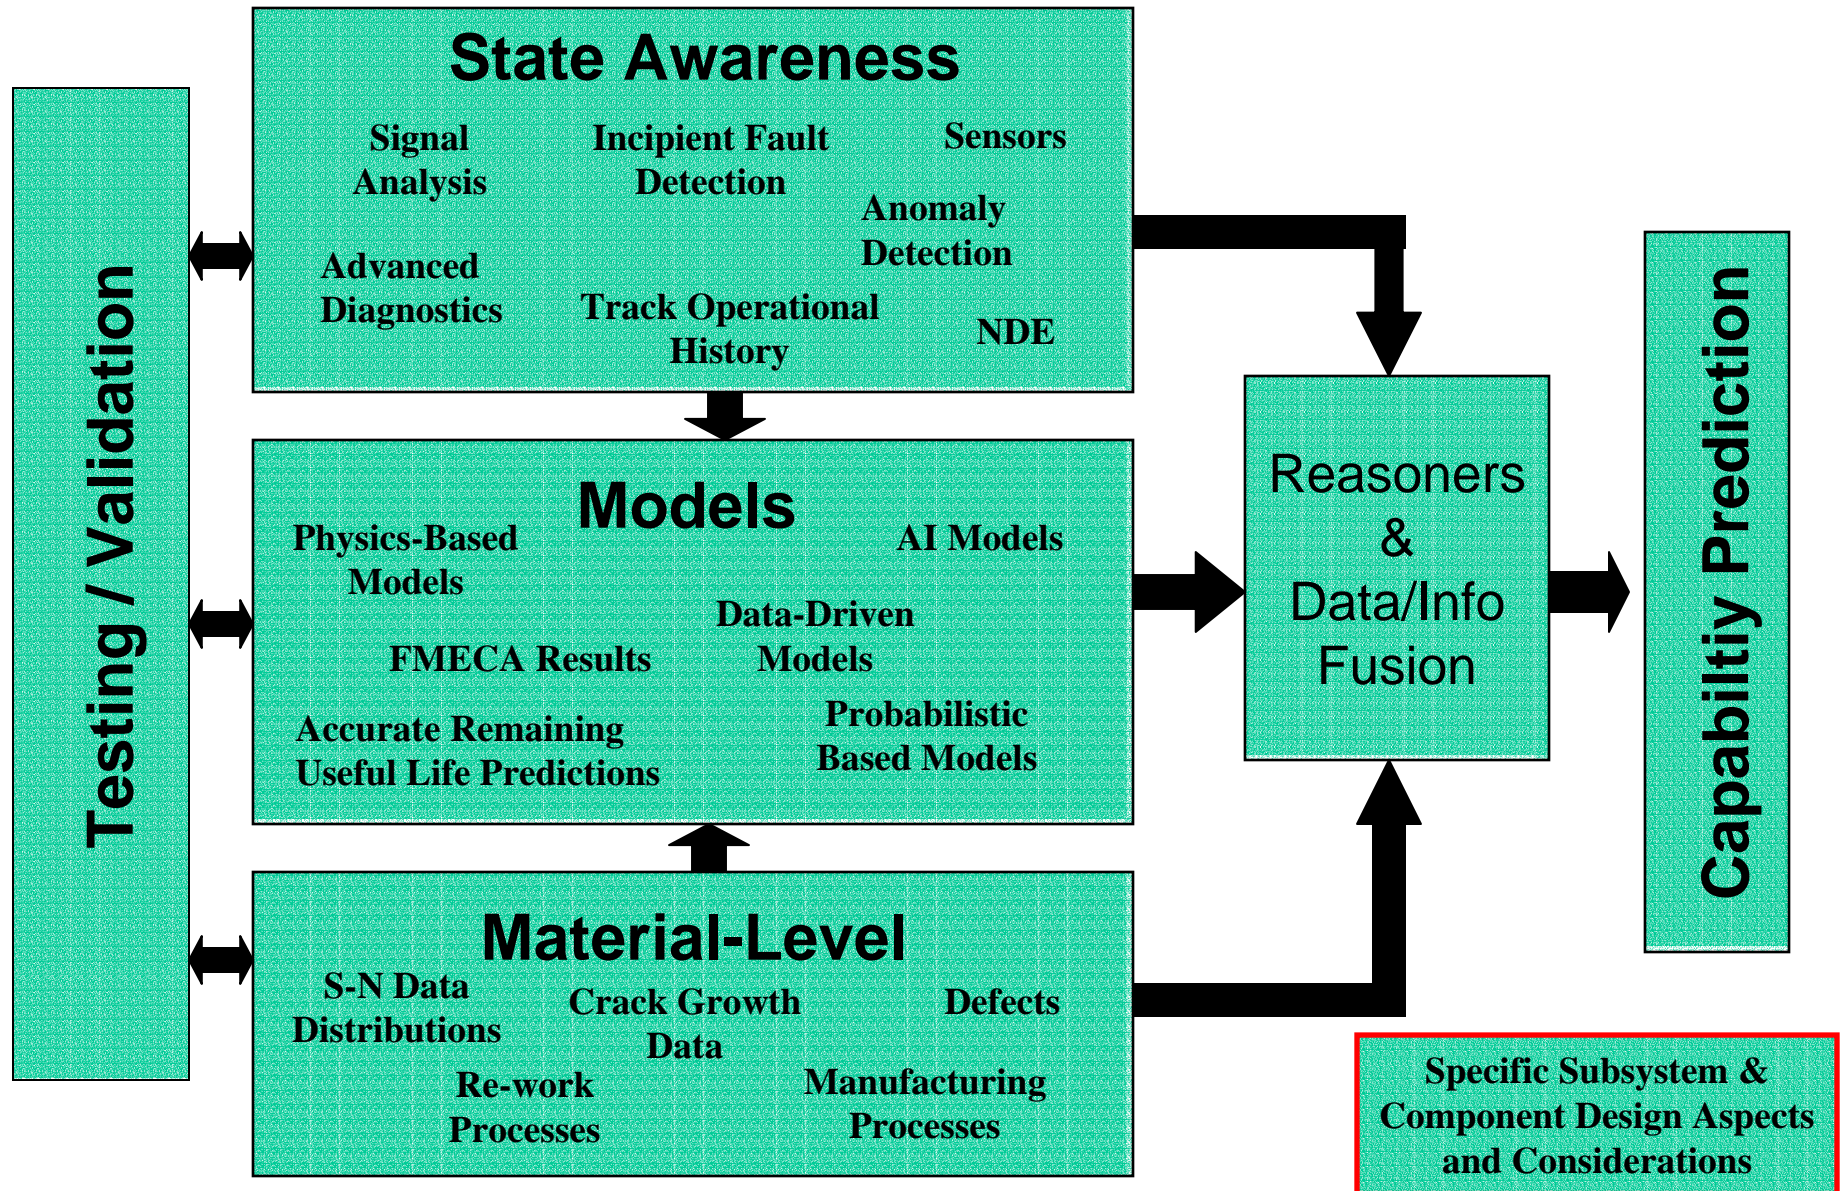 Testing / Validation
State Awareness
Signal
Analysis
Incipient Fault
Detection
Sensors
Anomaly
Detection
Advanced
Diagnostics
Track Operational
History
NDE
Models
Physics-Based
Models
AI Models
Data-Driven
Models
FMECA Results
Accurate Remaining
Useful Life Predictions
Probabilistic
Based Models
Material-Level
S-N Data
Distributions
Crack Growth
Data
Defects
Re-work
Processes
Manufacturing
Processes
Reasoners
&
Data/Info
Fusion
Capabiltiy Prediction
Specific Subsystem &
Component Design Aspects
and Considerations